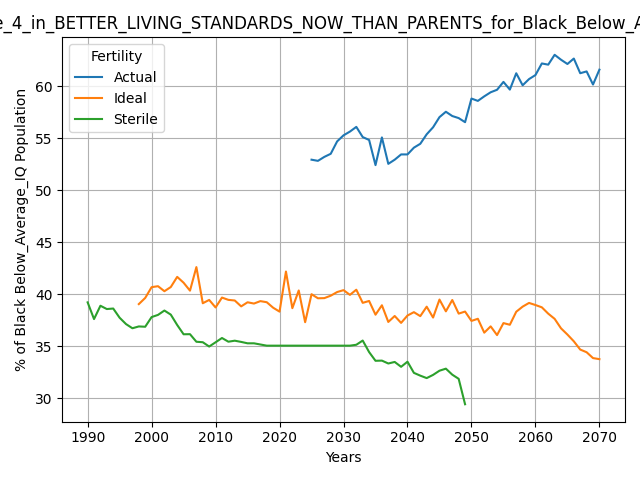 _4_in_BETTER_LIVING_STANDARDS_NOW_THAN_PARENTS_for_Black_Below_A
Fertility
Actual
Ideal
Sterile
% of Black Below_Average_IQ Population
60
55
50
45
40
35
30
1990 2000 2010 2020 2030 2040 2050 2060 2070
Years